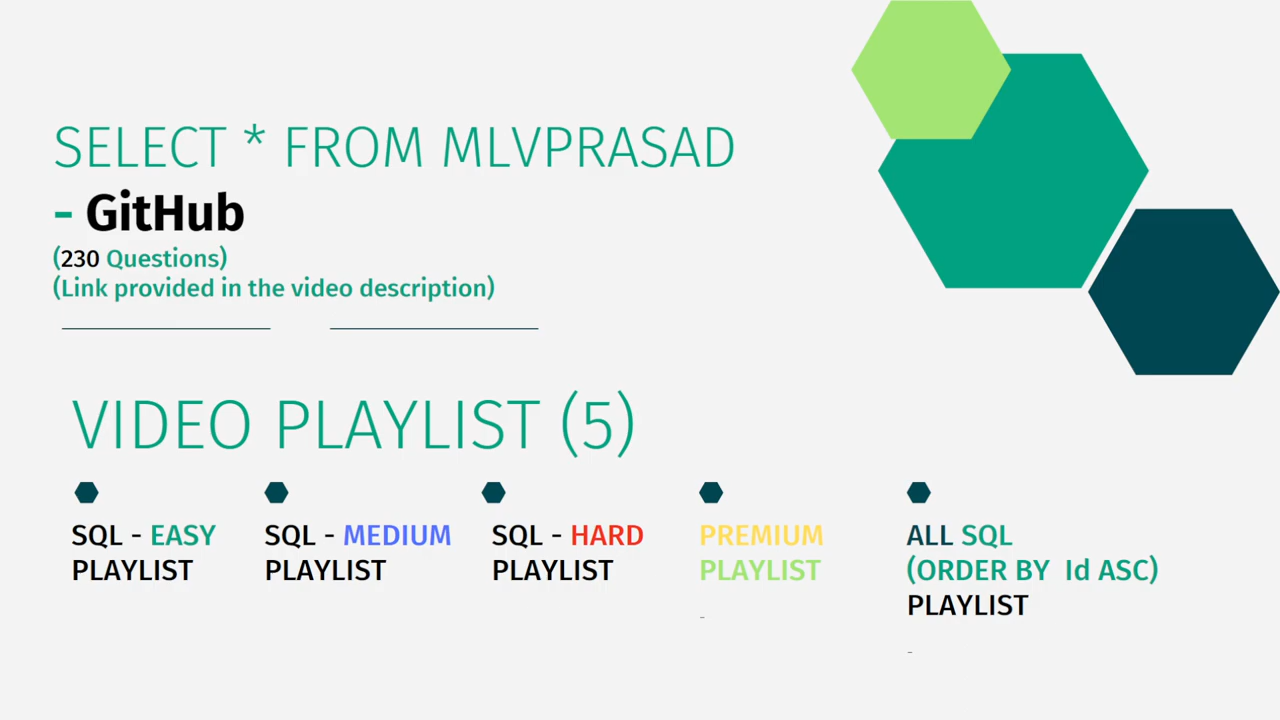 SELECT * FROM MLVPRASAD
- GitHub
(230 Questions)
(Link provided in the video description)
VIDEO PLAYLIST (5)
SQL - EASY
PLAYLIST
SQL - MEDIUM
PLAYLIST
SQL - HARD
PLAYLIST
PREMIUM
PLAYLIST
-
ALL SQL
(ORDER BY Id ASC)
PLAYLIST
-